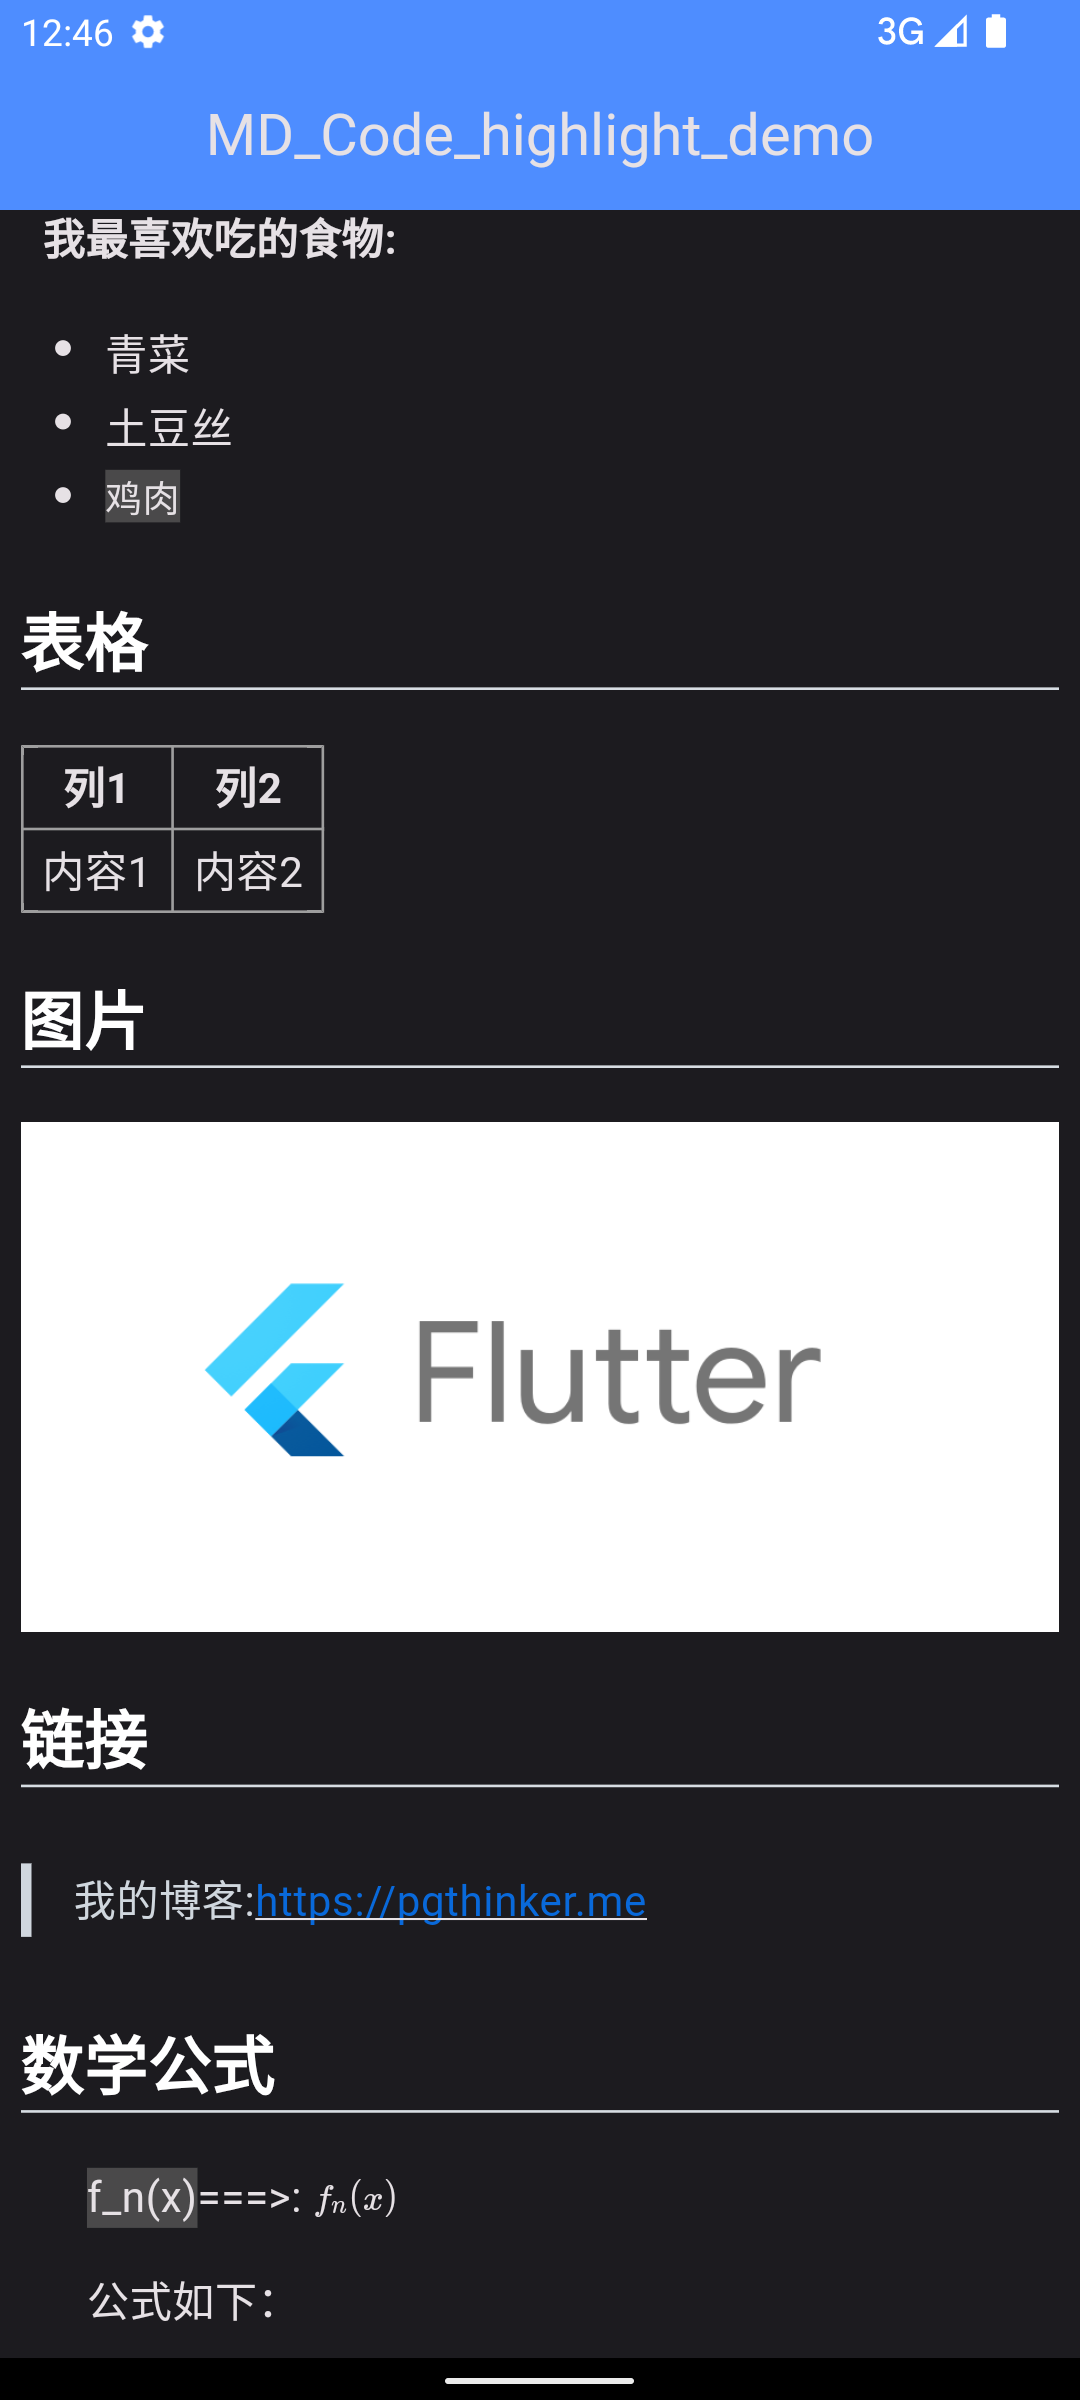 12:46
3G
MD_Code_highlight_demo
我最喜欢吃的食物:
青菜
土豆丝
鸡肉
表格
列1 列2
内容1 内容2
图片
Flutter
链接
我的博客:https://pgthinker.me
数学公式
f_n(x)===>: fₙ(x)
公式如下：